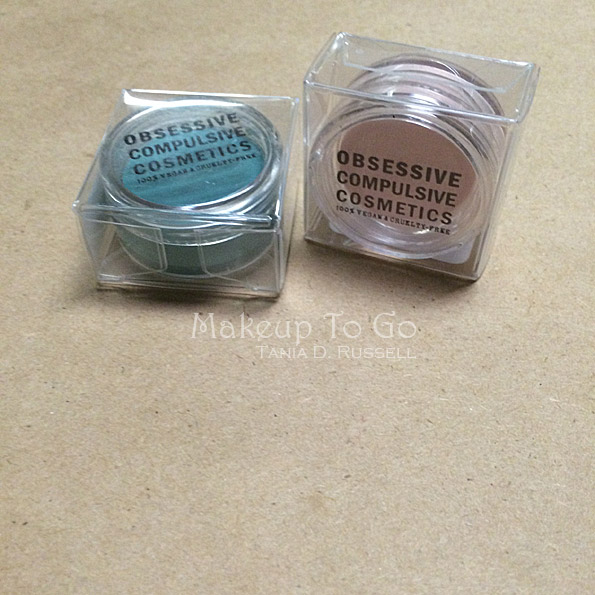 OBSESSIVE
COMPULSIVE
COSMETICS
100% VEGAN & CRUELTY-FREE
OBSESSIVE
COMPULSIVE
COSMETICS
100% VEGAN & CRUELTY-FREE
Makeup To Go
Tania D. Russell